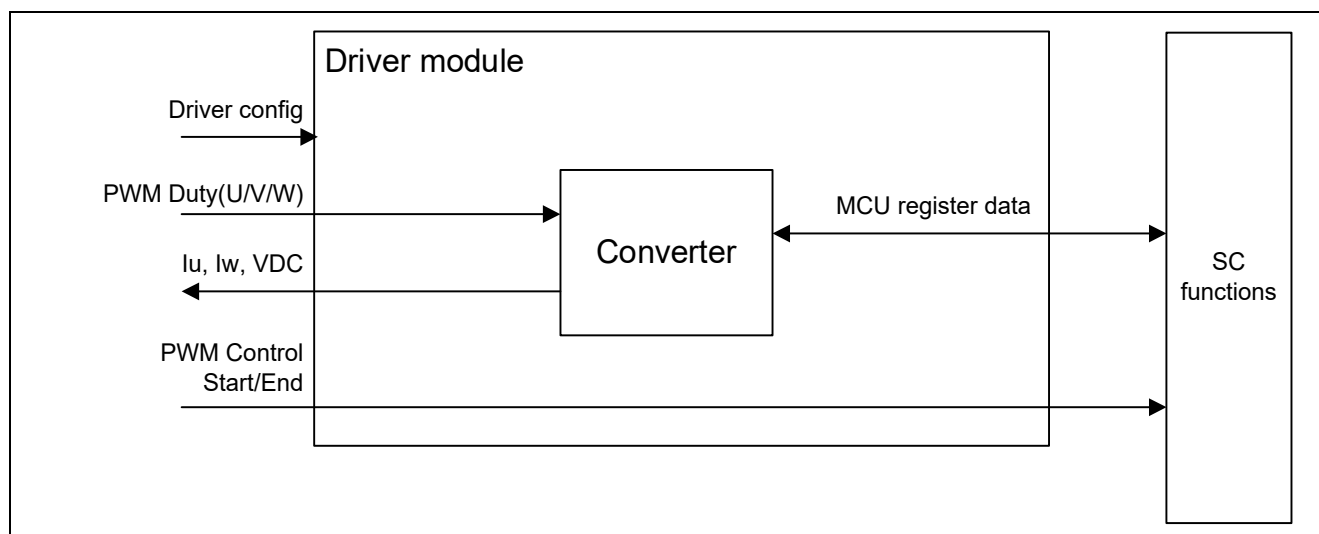 Driver module
Driver config
PWM Duty(U/V/W)
MCU register data
Converter
Iu, Iw, VDC
SC
functions
PWM Control
Start/End